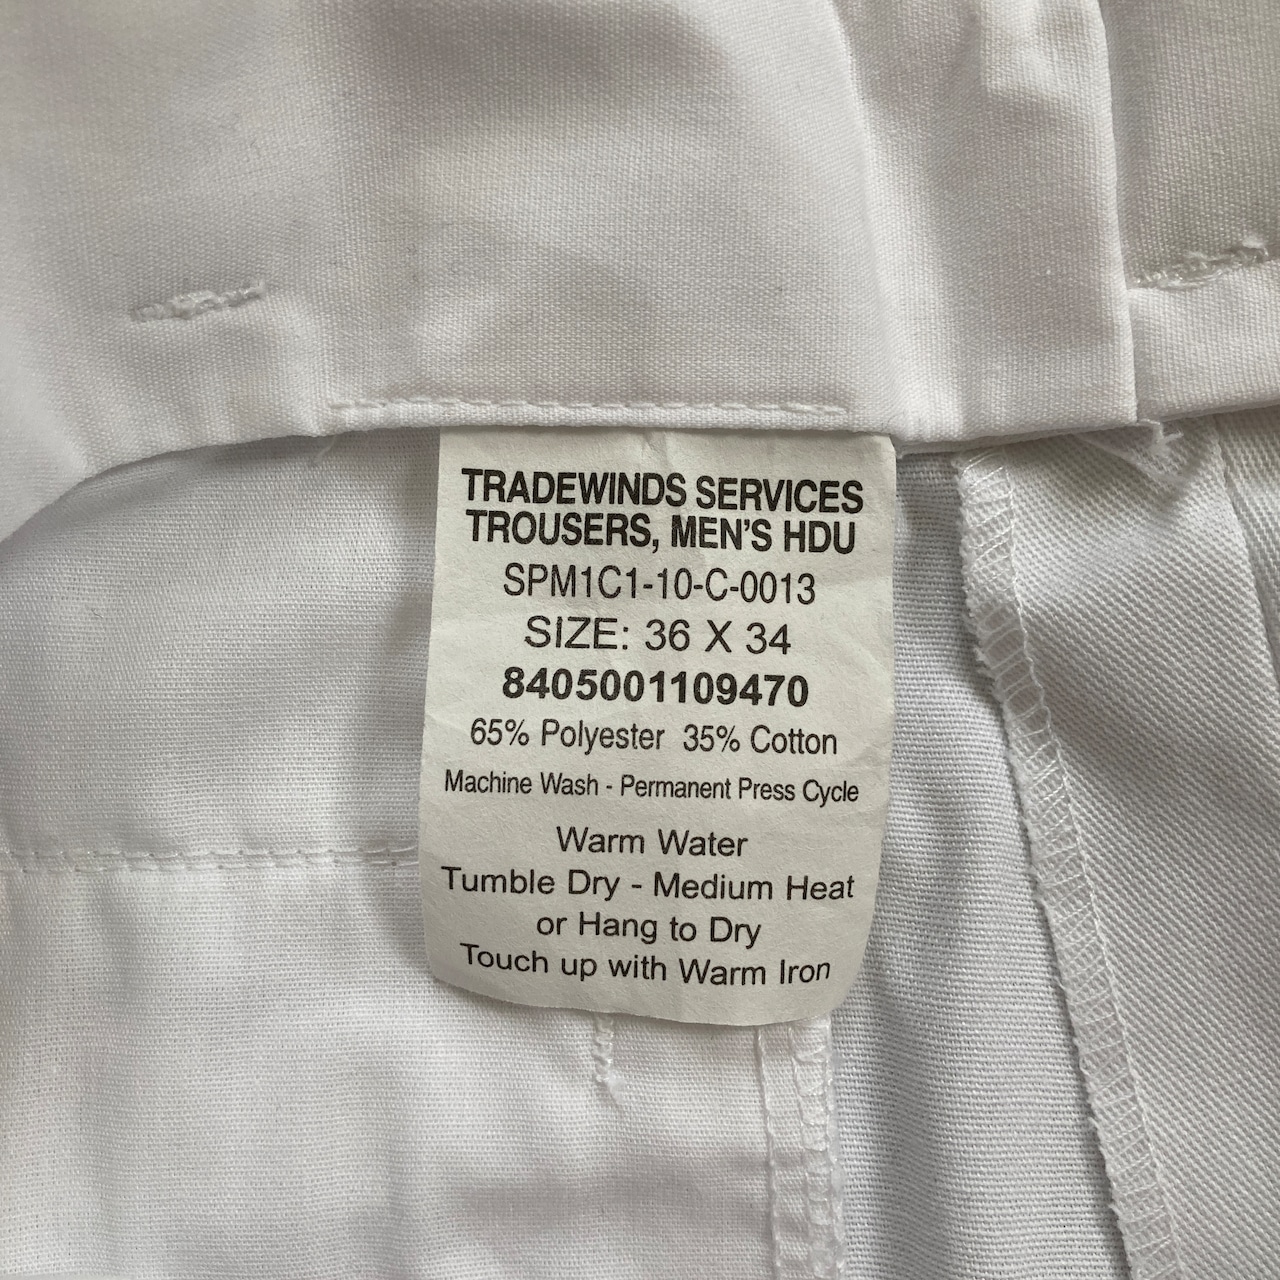 TRADEWINDS SERVICES
TROUSERS, MEN'S HDU
SPM1C1-10-C-0013
SIZE: 36 X 34
8405001109470
65% Polyester 35% Cotton
Machine Wash - Permanent Press Cycle
Warm Water
Tumble Dry - Medium Heat
or Hang to Dry
Touch up with Warm Iron